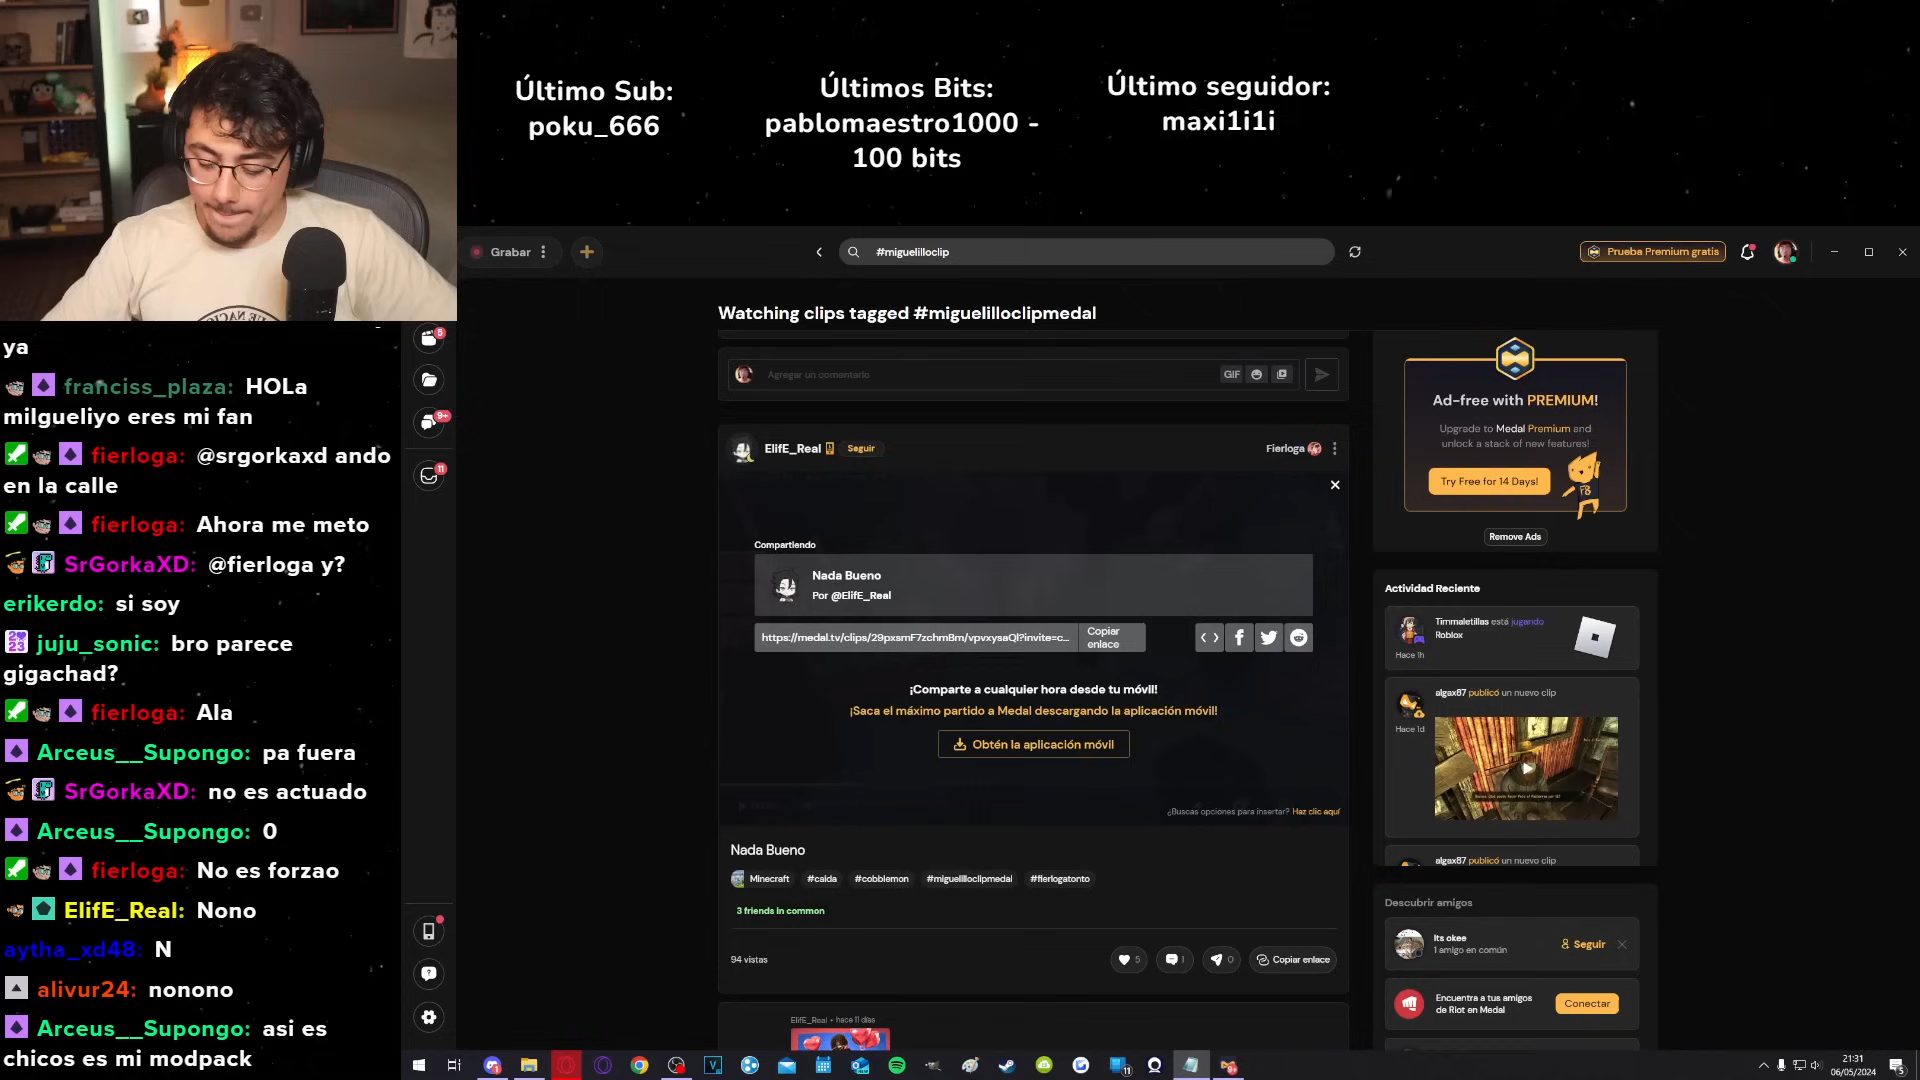 Último Sub:
poku_666
Últimos Bits:
pablomaestro1000 -
100 bits
Último seguidor:
maxi1i1i
Grabar
#miguelilloclip
Prueba Premium gratis
Watching clips tagged #miguelilloclipmedal
Agregar un comentario
GIF
ElifE_Real
Seguir
Fierloga
Compartiendo
Nada Bueno
Por @ElifE_Real
https://medal.tv/clips/29pxsmF7zchmBm/vpvxysaQl?invite=c...
Copiar
enlace
¡Comparte a cualquier hora desde tu móvil!
¡Saca el máximo partido a Medal descargando la aplicación móvil!
Obtén la aplicación móvil
¿Buscas opciones para insertar? Haz clic aquí
Nada Bueno
Minecraft
#caida
#cobblemon
#miguelilloclipmedal
#fierlogatonto
3 friends in common
94 vistas
5
1
0
Copiar enlace
ElifE_Real • hace 11 días
Ad-free with PREMIUM!
Upgrade to Medal Premium and
unlock a stack of new features!
Try Free for 14 Days!
Remove Ads
Actividad Reciente
Timmaletillas está jugando
Roblox
Hace 1h
algax87 publicó un nuevo clip
Hace 1d
algax87 publicó un nuevo clip
Descubrir amigos
Its okee
1 amigo en común
Seguir
Encuentra a tus amigos
de Riot en Medal
Conectar
ya
franciss_plaza: HOLa
milgueliyo eres mi fan
fierloga: @srgorkaxd ando
en la calle
fierloga: Ahora me meto
SrGorkaXD: @fierloga y?
erikerdo: si soy
juju_sonic: bro parece
gigachad?
fierloga: Ala
Arceus__Supongo: pa fuera
SrGorkaXD: no es actuado
Arceus__Supongo: 0
fierloga: No es forzao
ElifE_Real: Nono
aytha_xd48: N
alivur24: nonono
Arceus__Supongo: asi es
chicos es mi modpack
5
9+
11
11
21:31
06/05/2024
5